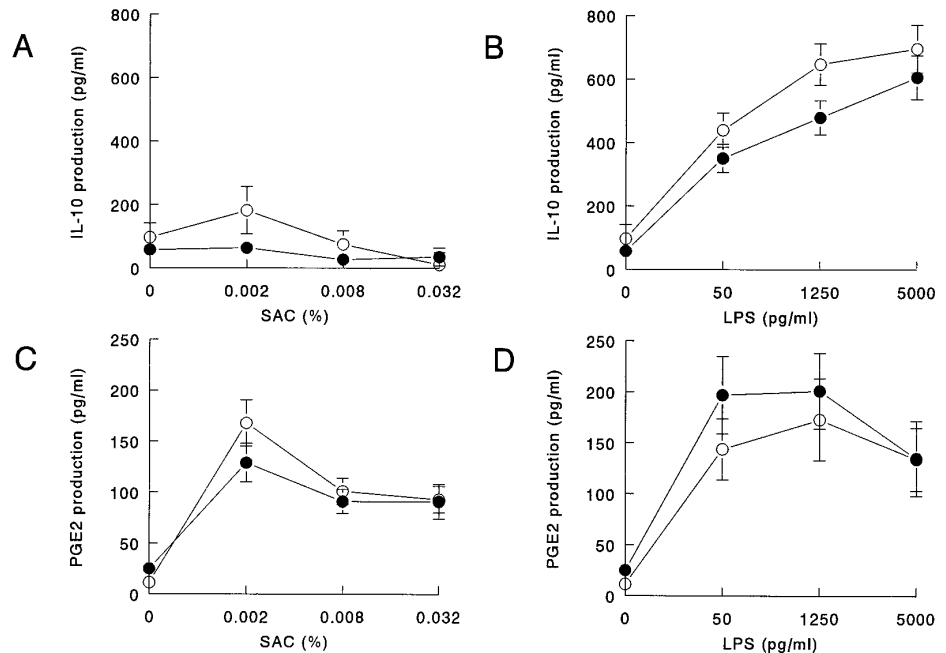 A
IL-10 production (pg/ml)
800
600
400
200
0
0 0.002 0.008 0.032
SAC (%)
B
IL-10 production (pg/ml)
800
600
400
200
0
0 50 1250 5000
LPS (pg/ml)
C
PGE2 production (pg/ml)
250
200
150
100
50
0
0 0.002 0.008 0.032
SAC (%)
D
PGE2 production (pg/ml)
250
200
150
100
50
0
0 50 1250 5000
LPS (pg/ml)